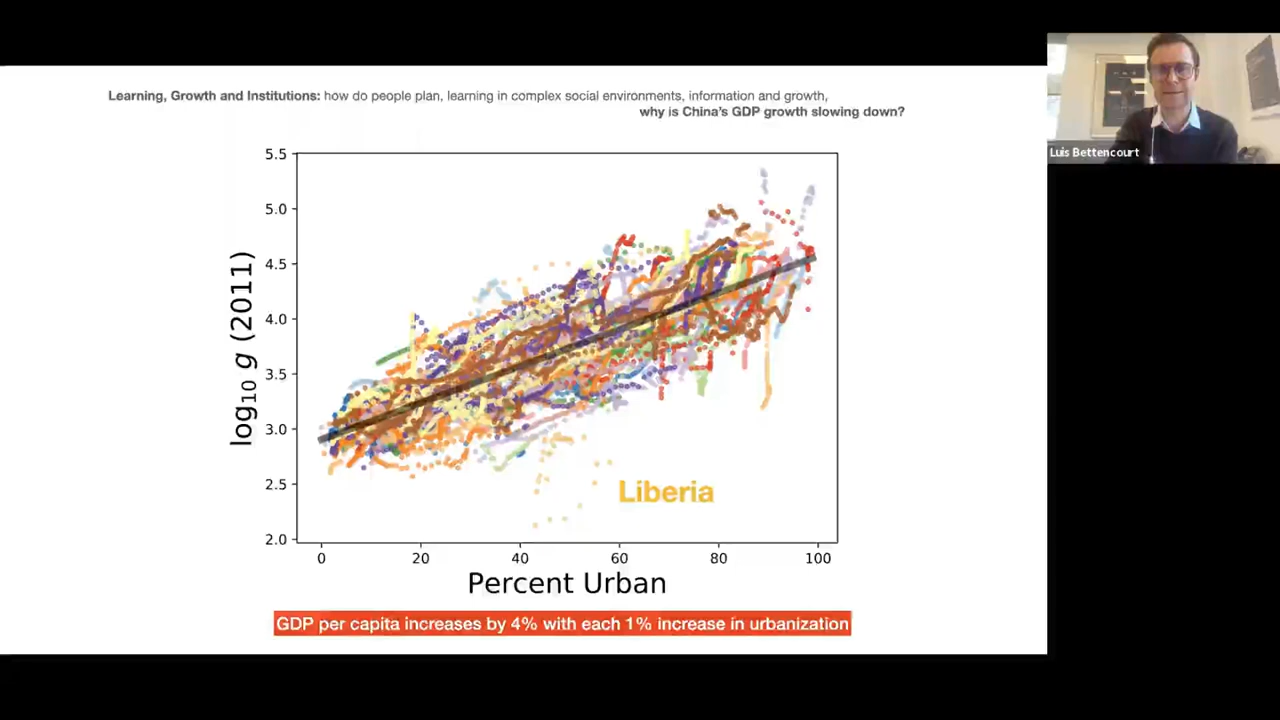 Learning, Growth and Institutions: how do people plan, learning in complex social environments, information and growth,
why is China's GDP growth slowing down?
Luis Bettencourt
5.5
5.0
4.5
4.0
3.5
3.0
2.5
2.0
log10 g (2011)
Liberia
0 20 40 60 80 100
Percent Urban
GDP per capita increases by 4% with each 1% increase in urbanization